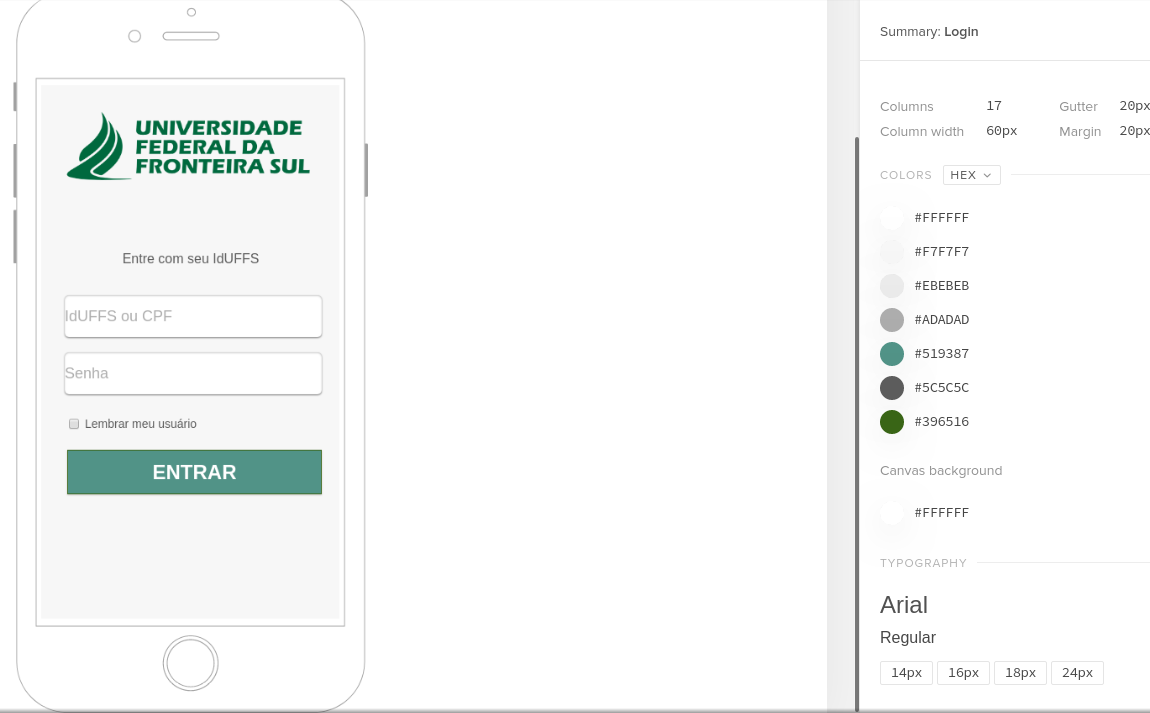 UNIVERSIDADE
FEDERAL DA
FRONTEIRA SUL
Entre com seu IdUFFS
IdUFFS ou CPF
Senha
Lembrar meu usuário
ENTRAR
Summary: Login
Columns 17 Gutter 20px
Column width 60px Margin 20px
COLORS HEX
#FFFFFF
#F7F7F7
#EBEBEB
#ADADAD
#519387
#5C5C5C
#396516
Canvas background
#FFFFFF
TYPOGRAPHY
Arial
Regular
14px 16px 18px 24px